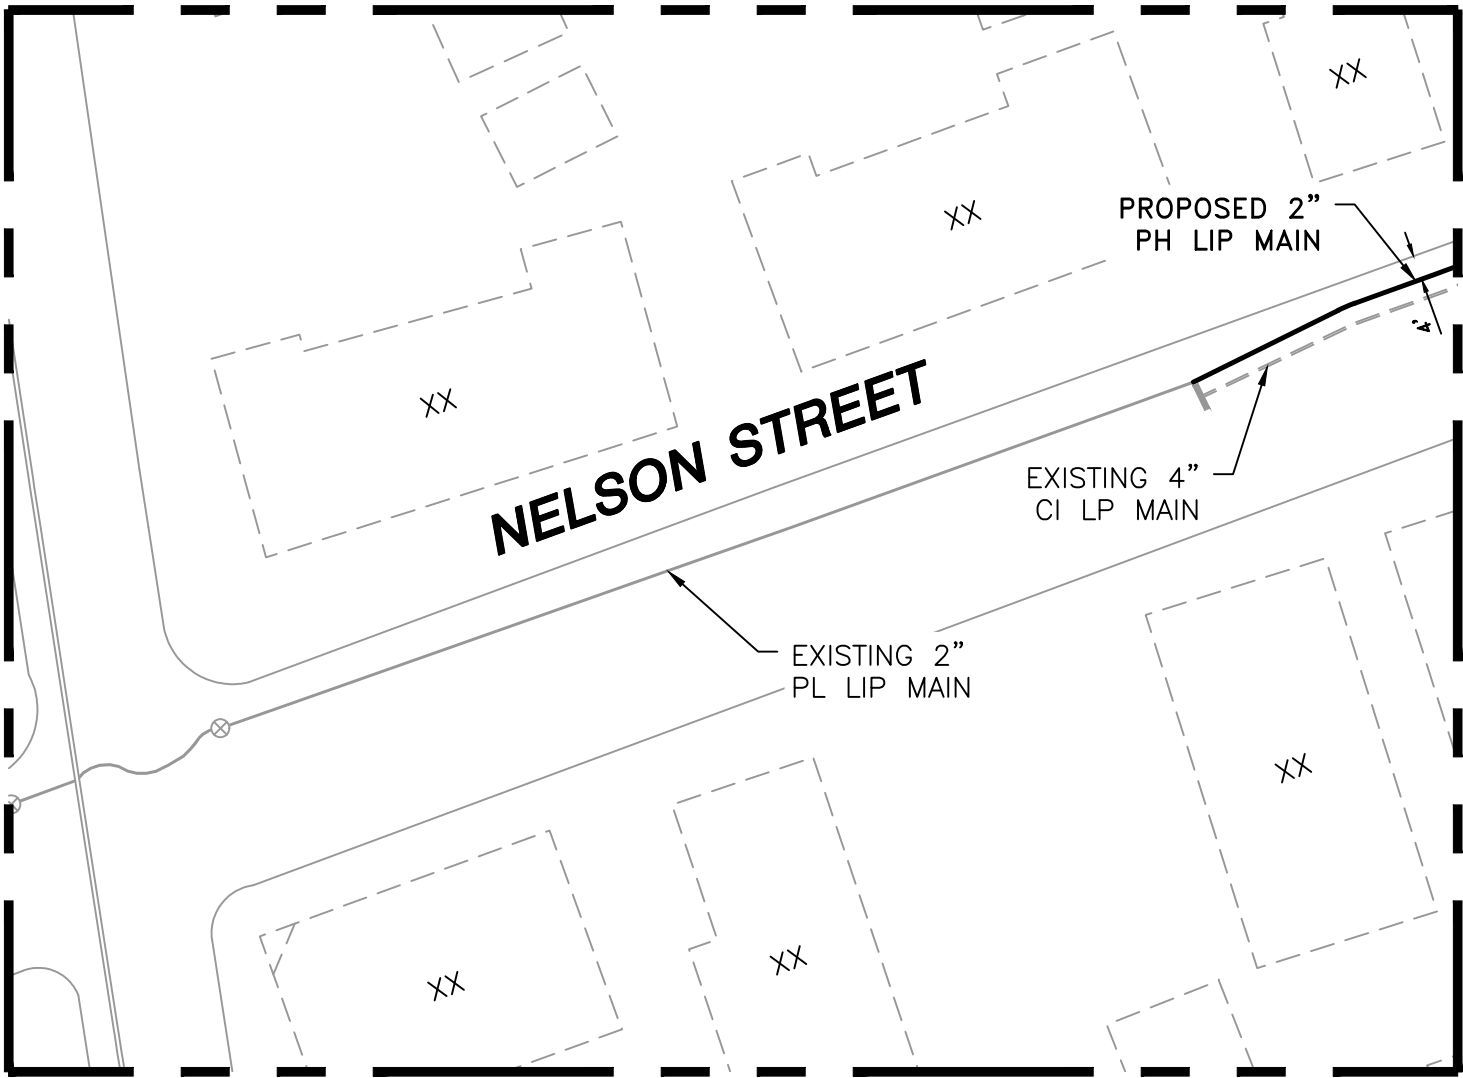 XX
XX
PROPOSED 2"
PH LIP MAIN
4'
XX
NELSON STREET
EXISTING 4"
CI LP MAIN
EXISTING 2"
PL LIP MAIN
XX
XX
XX